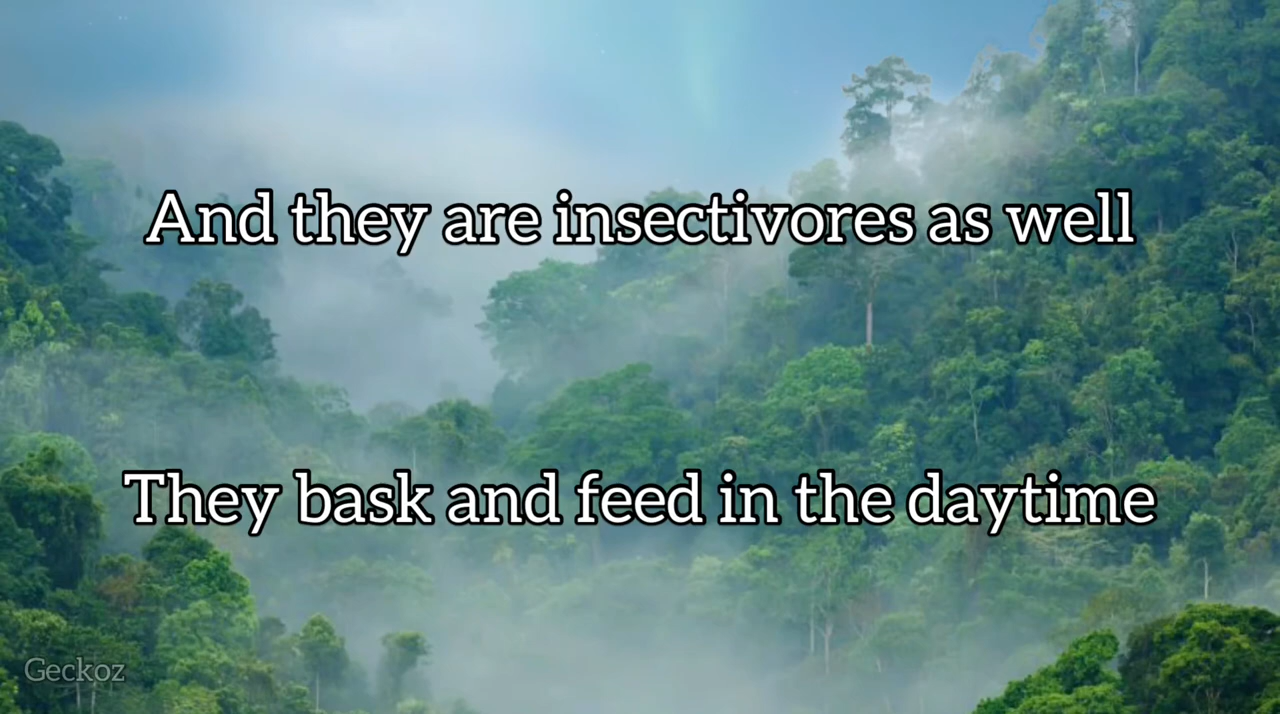 And they are insectivores as well
They bask and feed in the daytime
Geckoz